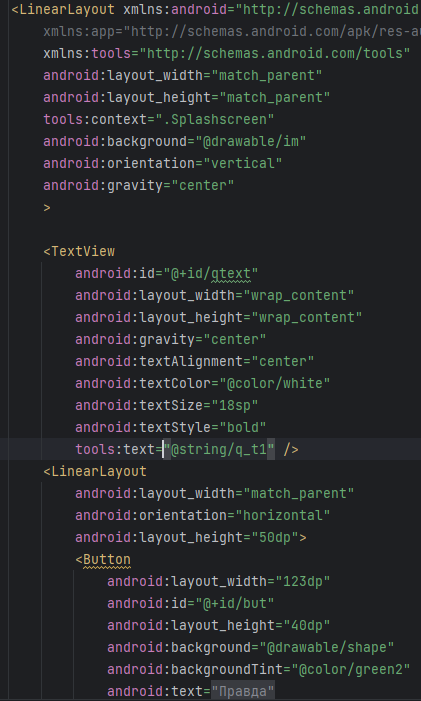 <LinearLayout xmlns:android="http://schemas.android
xmlns:app="http://schemas.android.com/apk/res-au
xmlns:tools="http://schemas.android.com/tools"
android:layout_width="match_parent"
android:layout_height="match_parent"
tools:context=".Splashscreen"
android:background="@drawable/im"
android:orientation="vertical"
android:gravity="center"
>
<TextView
android:id="@+id/qtext"
android:layout_width="wrap_content"
android:layout_height="wrap_content"
android:gravity="center"
android:textAlignment="center"
android:textColor="@color/white"
android:textSize="18sp"
android:textStyle="bold"
tools:text="@string/q_t1" />
<LinearLayout
android:layout_width="match_parent"
android:orientation="horizontal"
android:layout_height="50dp">
<Button
android:layout_width="123dp"
android:id="@+id/but"
android:layout_height="40dp"
android:background="@drawable/shape"
android:backgroundTint="@color/green2"
android:text="Правда"